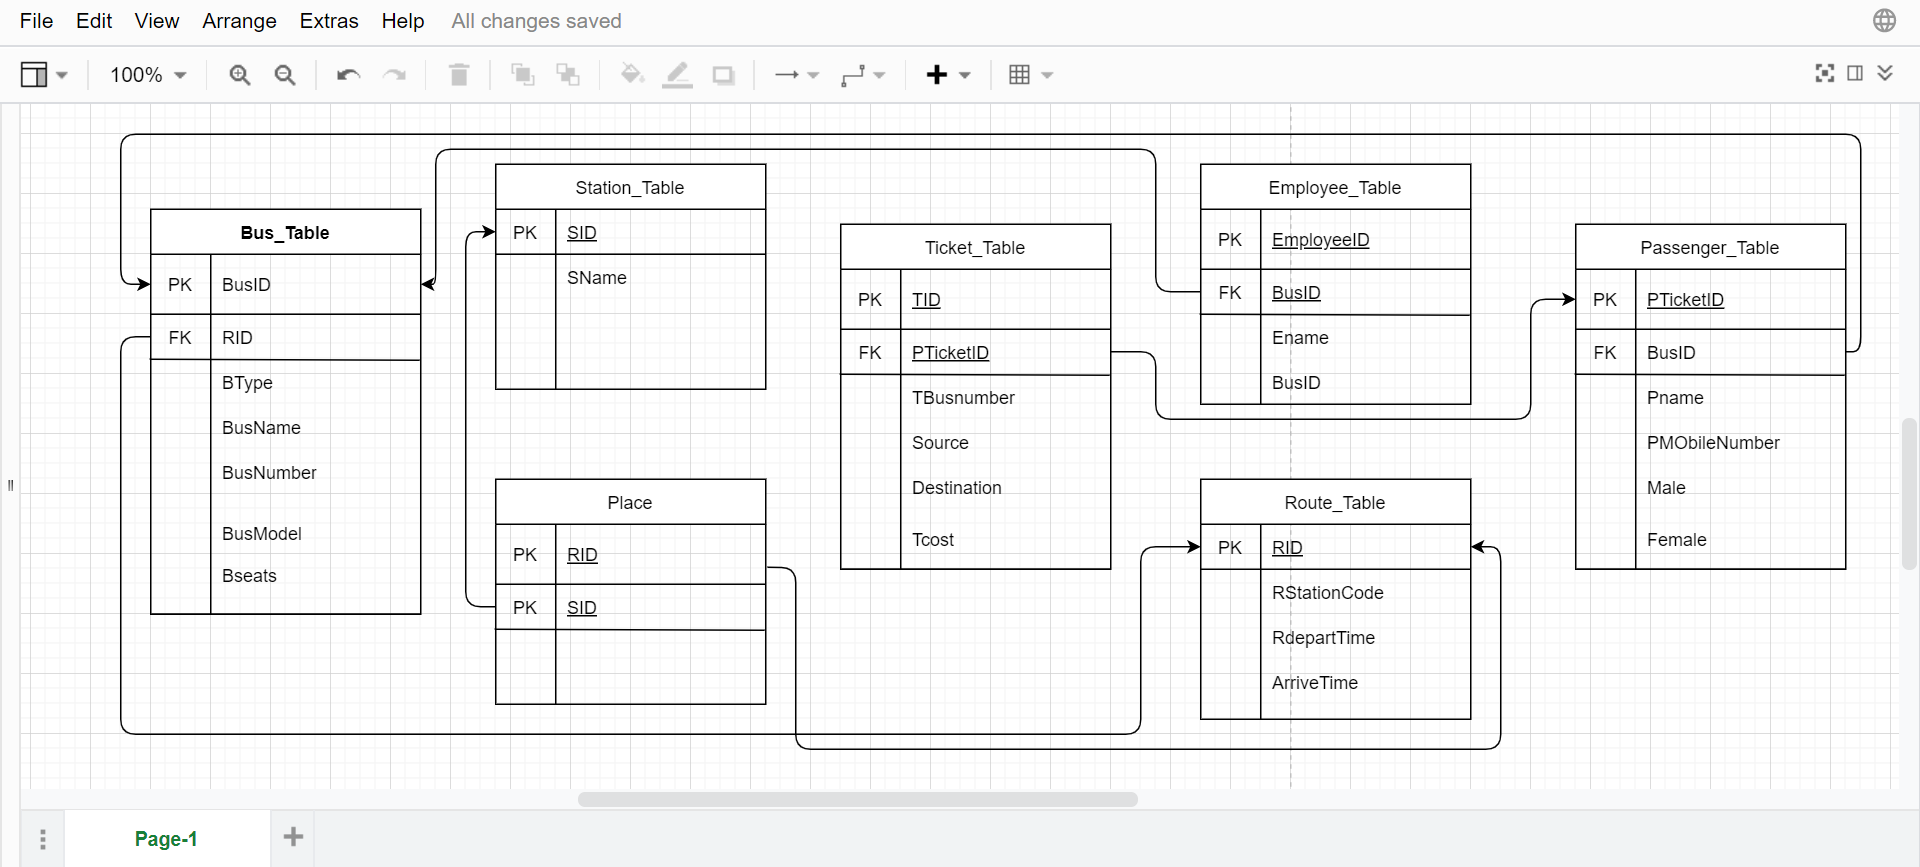 File Edit View Arrange Extras Help All changes saved
100%
Bus_Table
PK BusID
FK RID
BType
BusName
BusNumber
BusModel
Bseats
Station_Table
PK SID
SName
Place
PK RID
PK SID
Ticket_Table
PK TID
FK PTicketID
TBusnumber
Source
Destination
Tcost
Employee_Table
PK EmployeeID
FK BusID
Ename
BusID
Route_Table
PK RID
RStationCode
RdepartTime
ArriveTime
Passenger_Table
PK PTicketID
FK BusID
Pname
PMObileNumber
Male
Female
Page-1